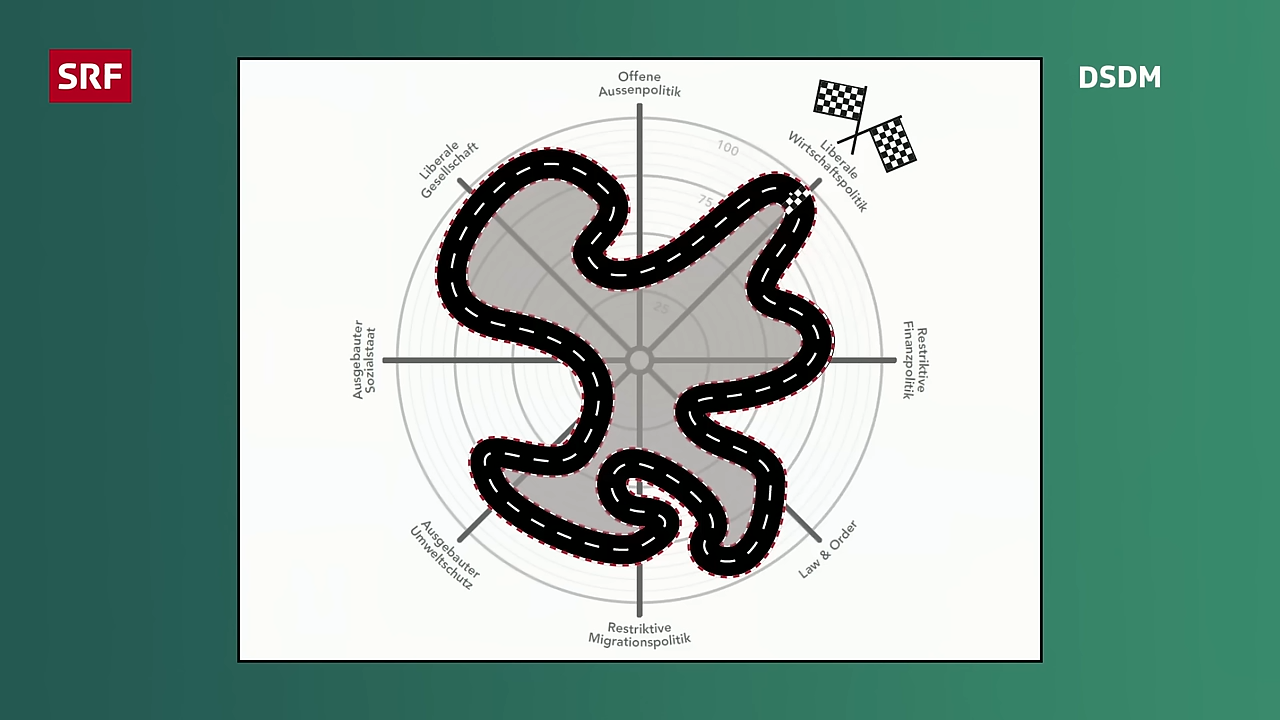 SRF
DSDM
Offene
Aussenpolitik
Liberale
Wirtschaftspolitik
Liberale
Gesellschaft
100
75
25
Ausgebauter
Sozialstaat
Restriktive
Finanzpolitik
Ausgebauter
Umweltschutz
Law & Order
Restriktive
Migrationspolitik